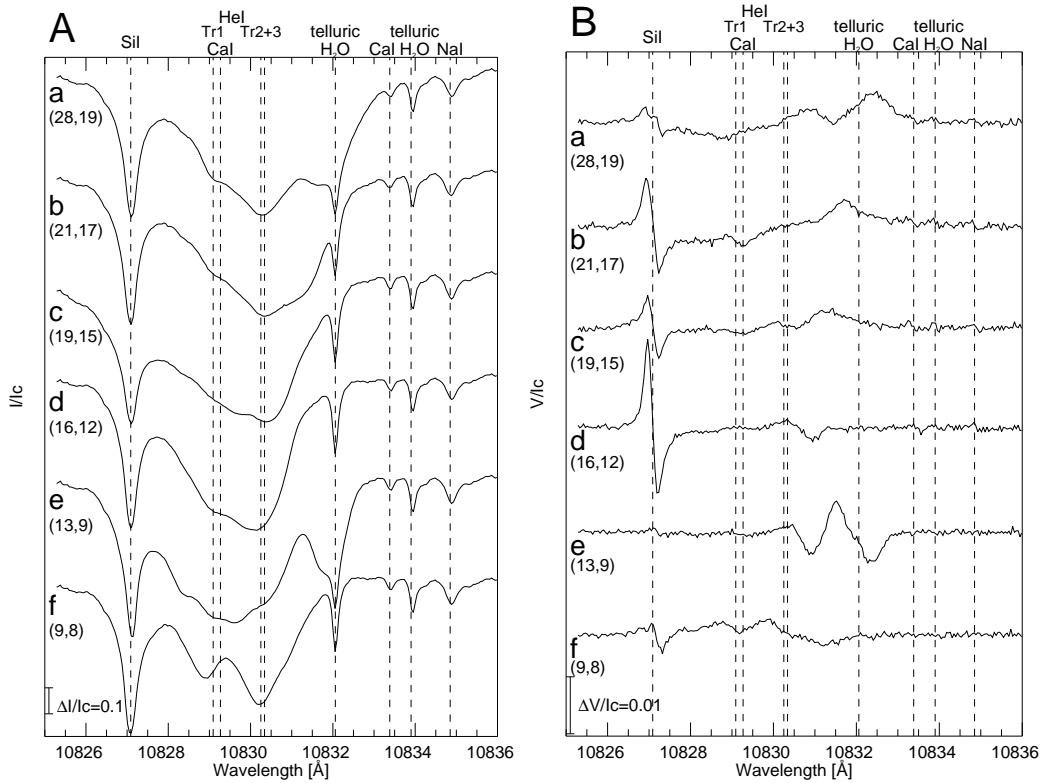 A
HeI
Tr1 Tr2+3
telluric
telluric
SiI
CaI
H2O
CaI H2O NaI
a
(28,19)
b
(21,17)
c
(19,15)
d
(16,12)
e
(13,9)
f
(9,8)
ΔI/Ic=0.1
I/Ic
10826 10828 10830 10832 10834 10836
Wavelength [Å]
B
HeI
Tr1 Tr2+3
telluric
telluric
SiI
CaI
H2O
CaI H2O NaI
a
(28,19)
b
(21,17)
c
(19,15)
d
(16,12)
e
(13,9)
f
(9,8)
ΔV/Ic=0.01
V/Ic
10826 10828 10830 10832 10834 10836
Wavelength [Å]